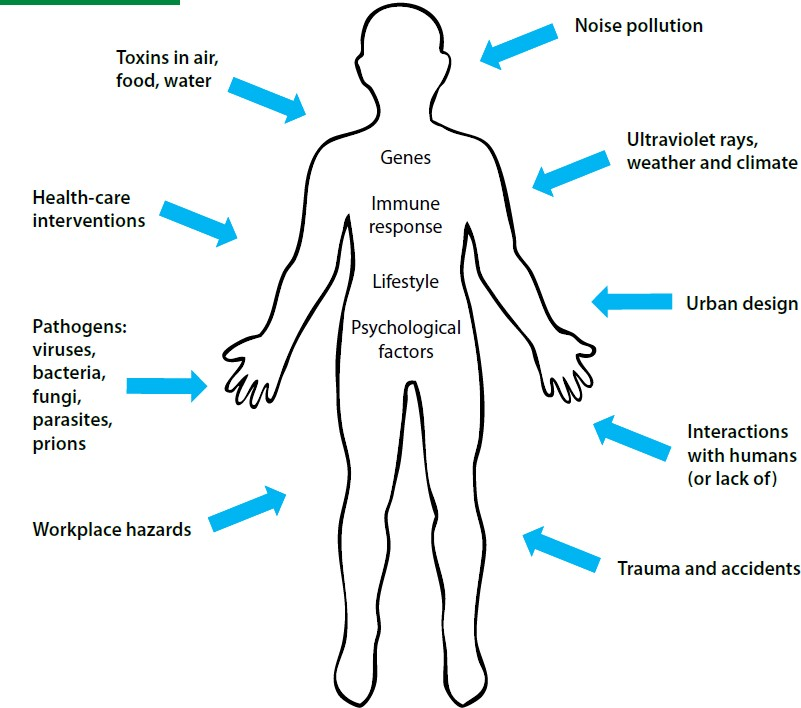 Toxins in air,
food, water
Health-care
interventions
Pathogens:
viruses,
bacteria,
fungi,
parasites,
prions
Workplace hazards
Genes
Immune
response
Lifestyle
Psychological
factors
Noise pollution
Ultraviolet rays,
weather and climate
Urban design
Interactions
with humans
(or lack of)
Trauma and accidents